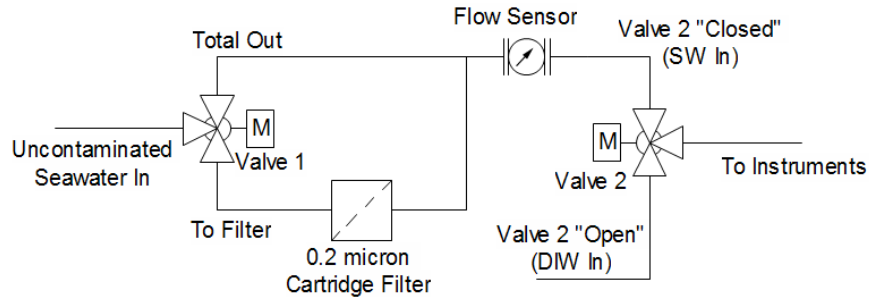 Flow Sensor
Total Out
Valve 2 "Closed"
(SW In)
M
Uncontaminated
Seawater In
Valve 1
M
Valve 2
To Instruments
To Filter
0.2 micron
Cartridge Filter
Valve 2 "Open"
(DIW In)